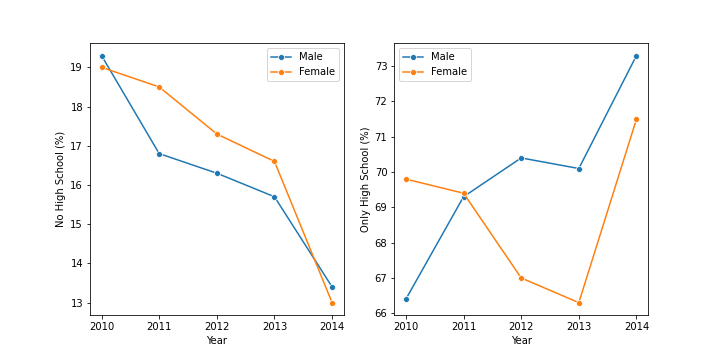 No High School (%)
19
18
17
16
15
14
13
2010 2011 2012 2013 2014
Year
Male
Female
Only High School (%)
73
72
71
70
69
68
67
66
2010 2011 2012 2013 2014
Year
Male
Female